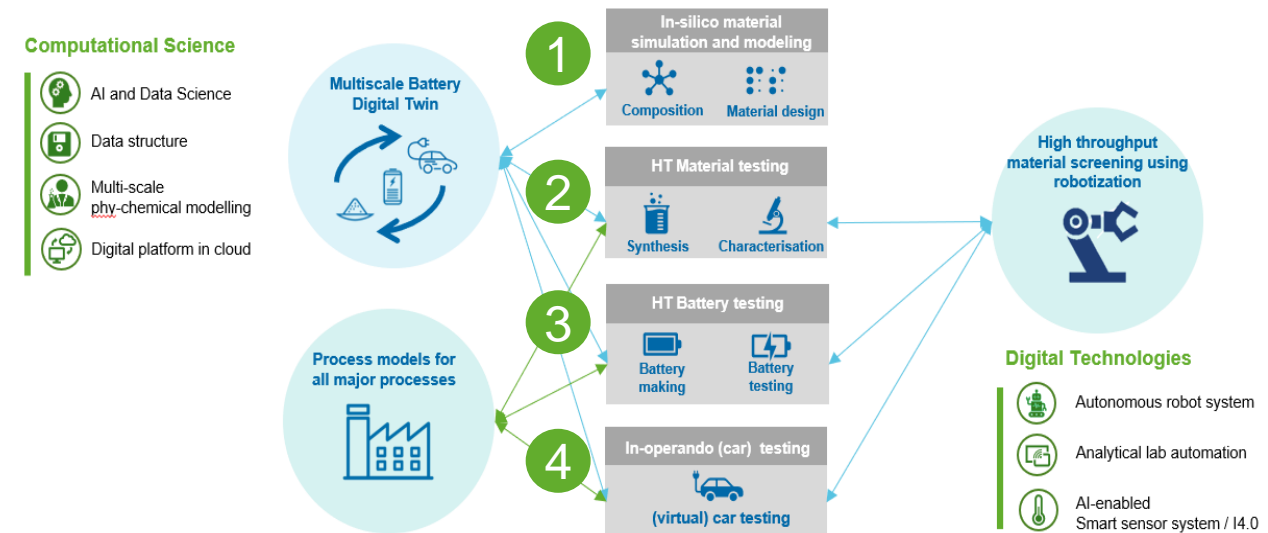 Computational Science
AI and Data Science
Data structure
Multi-scale
phy-chemical modelling
Digital platform in cloud
Multiscale Battery
Digital Twin
Process models for
all major processes
1
In-silico material
simulation and modeling
Composition
Material design
2
HT Material testing
Synthesis
Characterisation
3
HT Battery testing
Battery
making
Battery
testing
4
In-operando (car) testing
(virtual) car testing
High throughput
material screening using
robotization
Digital Technologies
Autonomous robot system
Analytical lab automation
AI-enabled
Smart sensor system / I4.0